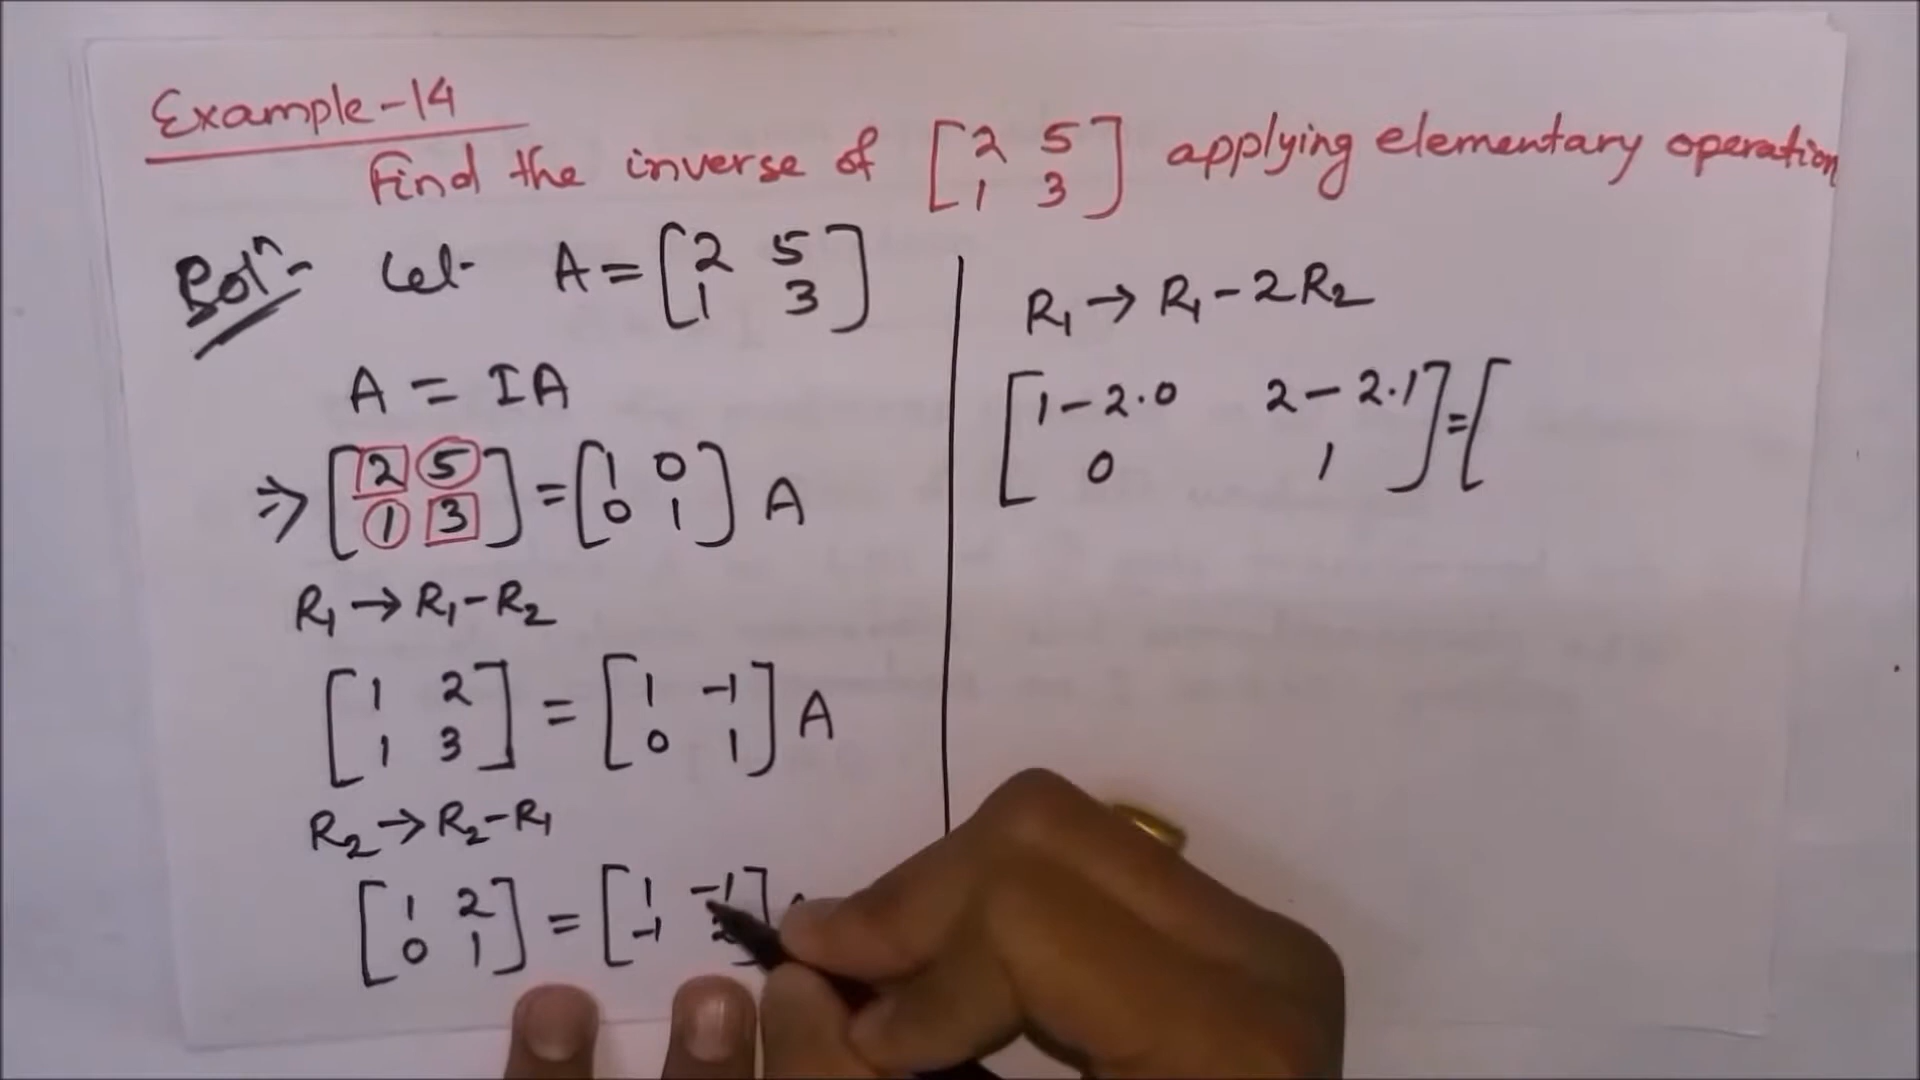 Example-14
Find the inverse of [2 5 applying elementary operation
1 3]
Solⁿ- Let A = [2 5
1 3]
A = IA
⇒ [2 5 = [1 0 A
1 3] 0 1]
R₁ → R₁ - R₂
[1 2 = [1 -1 A
1 3] 0 1]
R₂ → R₂ - R₁
[1 2 = [1 -1
0 1] -1 2]
R₁ → R₁ - 2R₂
[1 - 2.0 2 - 2.1 = [
0 1]